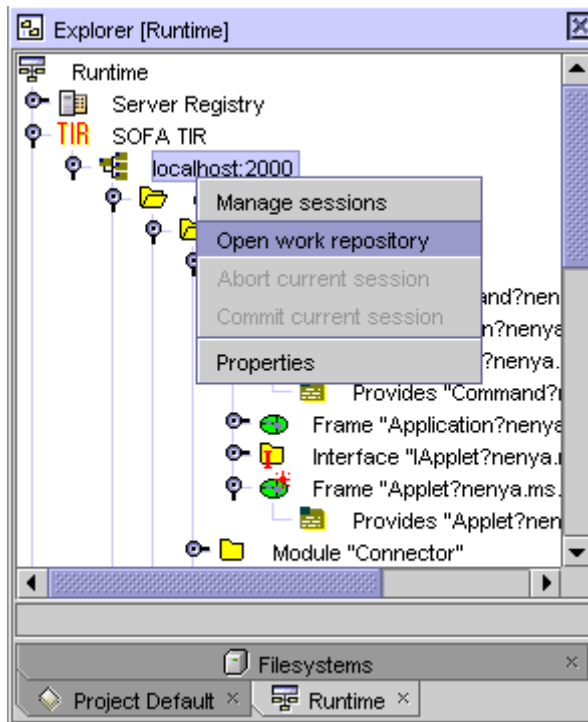 Explorer [Runtime]
Runtime
Server Registry
TIR SOFA TIR
localhost:2000
Manage sessions
Open work repository
Abort current session
and?nen
Commit current session
n?nenya
?nenya.
Properties
Provides "Command?
Frame "Application?nenya
Interface "IApplet?nenya.
Frame "Applet?nenya.ms.
Provides "Applet?nen
Module "Connector"
Filesystems
Project Default
Runtime